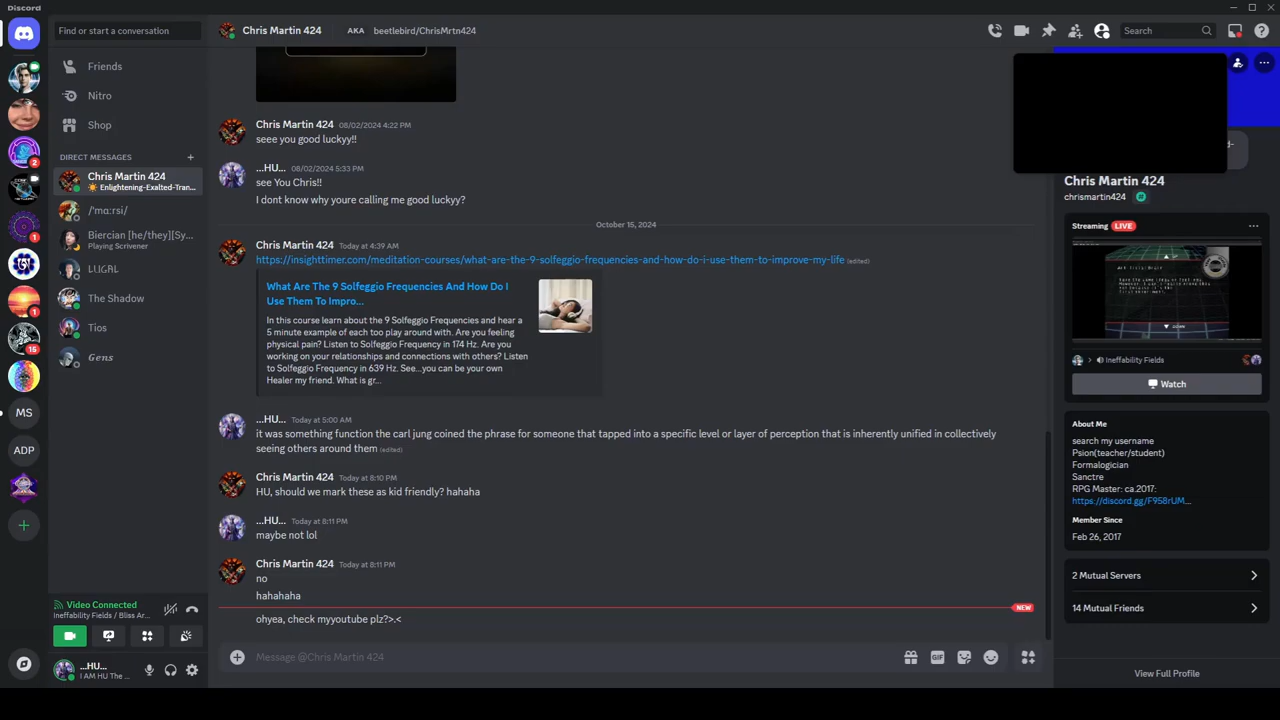 Discord
Find or start a conversation
Chris Martin 424
AKA beetlebird/ChrisMrtn424
Search
Friends
Nitro
Shop
DIRECT MESSAGES
Chris Martin 424
Enlightening-Exalted-Tran...
/'mɑːrsi/
Biercian [he/they][Sy...
Playing Scrivener
The Shadow
Tios
Gens
2
1
1
15
MS
ADP
Video Connected
Ineffability Fields / Bliss Ar...
...HU...
I AM HU The ...
Chris Martin 424 08/02/2024 4:22 PM
seee you good luckyy!!
...HU... 08/02/2024 5:33 PM
see You Chris!!
I dont know why youre calling me good luckyy?
October 15, 2024
Chris Martin 424 Today at 4:39 AM
https://insighttimer.com/meditation-courses/what-are-the-9-solfeggio-frequencies-and-how-do-i-use-them-to-improve-my-life (edited)
What Are The 9 Solfeggio Frequencies And How Do I
Use Them To Impro...
In this course learn about the 9 Solfeggio Frequencies and hear a
5 minute example of each too play around with. Are you feeling
physical pain? Listen to Solfeggio Frequency in 174 Hz. Are you
working on your relationships and connections with others? Listen
to Solfeggio Frequency in 639 Hz. See...you can be your own
Healer my friend. What is gr...
...HU... Today at 5:00 AM
it was something function the carl jung coined the phrase for someone that tapped into a specific level or layer of perception that is inherently unified in collectively
seeing others around them (edited)
Chris Martin 424 Today at 8:10 PM
HU, should we mark these as kid friendly? hahaha
...HU... Today at 8:11 PM
maybe not lol
Chris Martin 424 Today at 8:11 PM
no
hahahaha
NEW
ohyea, check myyoutube plz?>.<
Message @Chris Martin 424
GIF
d-
Chris Martin 424
chrismartin424
Streaming LIVE
Ineffability Fields
Watch
About Me
search my username
Psion(teacher/student)
Formalogician
Sanctre
RPG Master: ca.2017:
https://discord.gg/F958rUM...
Member Since
Feb 26, 2017
2 Mutual Servers
14 Mutual Friends
View Full Profile